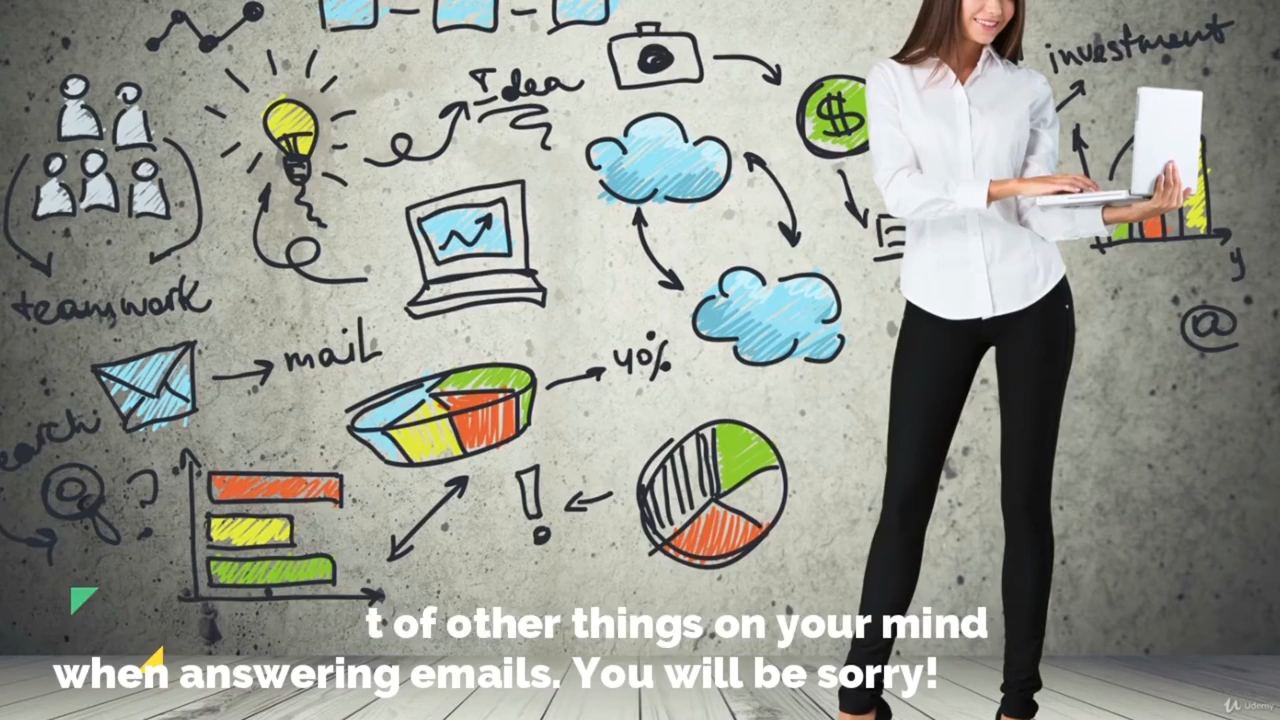 investment
Idea
$
teamwork
y
@
mail
40%
earch
!
t of other things on your mind
when answering emails. You will be sorry!
Udemy